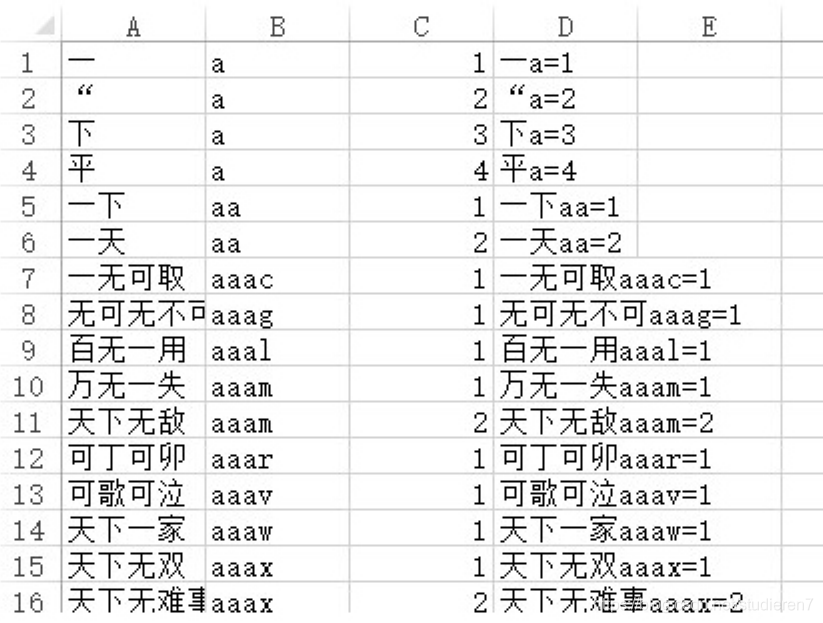 A B C D E
1 一 a 1 一a=1
2 “ a 2 “a=2
3 下 a 3 下a=3
4 平 a 4 平a=4
5 一下 aa 1 一下aa=1
6 一天 aa 2 一天aa=2
7 一无可取 aaac 1 一无可取aaac=1
8 无可无不可 aaag 1 无可无不可aaag=1
9 百无一用 aaal 1 百无一用aaal=1
10 万无一失 aaam 1 万无一失aaam=1
11 天下无敌 aaam 2 天下无敌aaam=2
12 可丁可卯 aaar 1 可丁可卯aaar=1
13 可歌可泣 aaav 1 可歌可泣aaav=1
14 天下一家 aaaw 1 天下一家aaaw=1
15 天下无双 aaax 1 天下无双aaax=1
16 天下无难事 aaax 2 天下无难事aaax=2